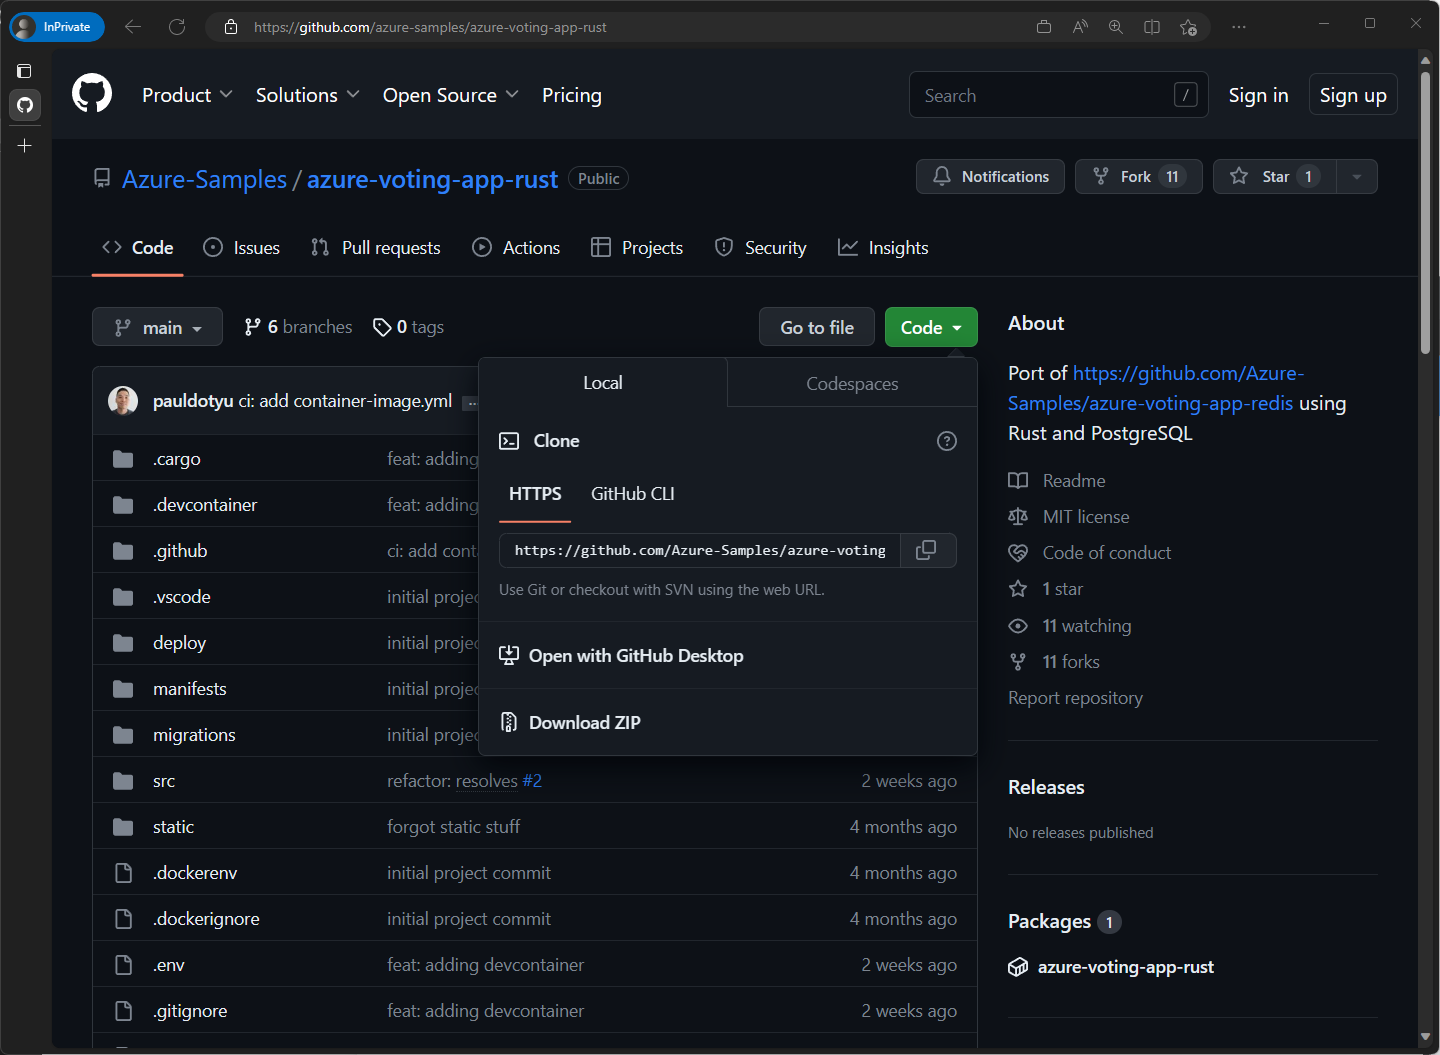 InPrivate
https://github.com/azure-samples/azure-voting-app-rust
Product
Solutions
Open Source
Pricing
Search
/
Sign in
Sign up
Azure-Samples / azure-voting-app-rust
Public
Notifications
Fork 11
Star 1
Code
Issues
Pull requests
Actions
Projects
Security
Insights
main
6 branches
0 tags
Go to file
Code
pauldotyu ci: add container-image.yml ...
.cargo
feat: adding
.devcontainer
feat: adding
.github
ci: add cont
.vscode
initial projec
deploy
initial projec
manifests
initial projec
migrations
initial projec
src
refactor: resolves #2
2 weeks ago
static
forgot static stuff
4 months ago
.dockerenv
initial project commit
4 months ago
.dockerignore
initial project commit
4 months ago
.env
feat: adding devcontainer
2 weeks ago
.gitignore
feat: adding devcontainer
2 weeks ago
Local
Codespaces
Clone
HTTPS
GitHub CLI
https://github.com/Azure-Samples/azure-voting
Use Git or checkout with SVN using the web URL.
Open with GitHub Desktop
Download ZIP
About
Port of https://github.com/Azure-
Samples/azure-voting-app-redis using
Rust and PostgreSQL
Readme
MIT license
Code of conduct
1 star
11 watching
11 forks
Report repository
Releases
No releases published
Packages 1
azure-voting-app-rust